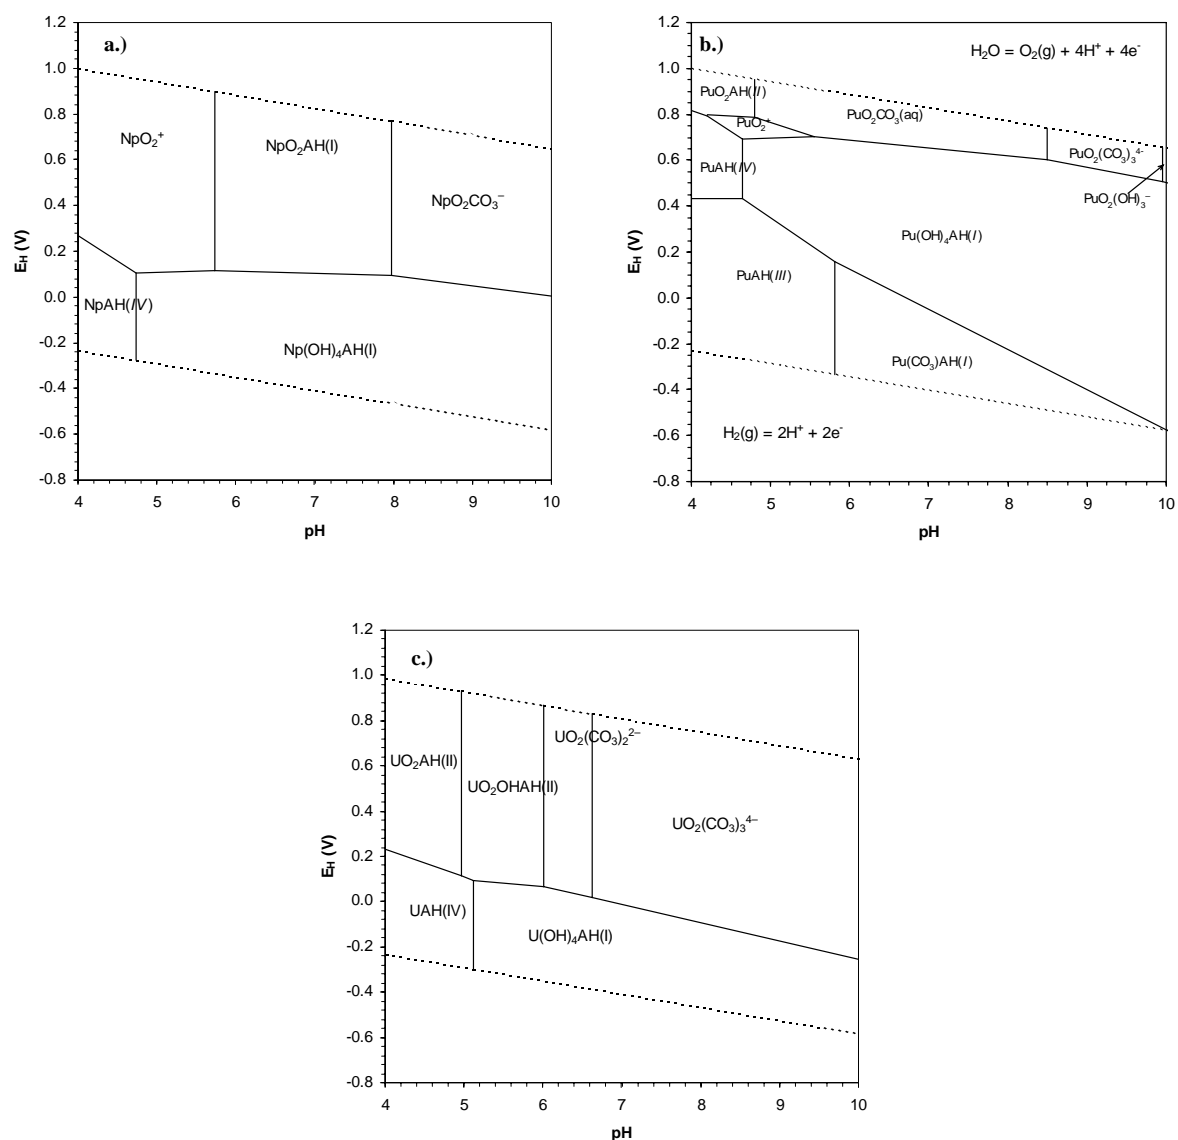 a.)
1.2
1.0
0.8
0.6
0.4
0.2
0.0
-0.2
-0.4
-0.6
-0.8
E_H (V)
NpO₂⁺
NpO₂AH(I)
NpO₂CO₃⁻
NpAH(IV)
Np(OH)₄AH(I)
4 5 6 7 8 9 10
pH
b.)
H₂O = O₂(g) + 4H⁺ + 4e⁻
1.2
1.0
0.8
0.6
0.4
0.2
0.0
-0.2
-0.4
-0.6
-0.8
E_H (V)
PuO₂AH(II)
PuO₂CO₃(aq)
PuO₂⁺
PuO₂(CO₃)₃⁴⁻
PuAH(IV)
PuO₂(OH)₃⁻
Pu(OH)₄AH(I)
PuAH(III)
Pu(CO₃)AH(I)
H₂(g) = 2H⁺ + 2e⁻
4 5 6 7 8 9 10
pH
c.)
1.2
1.0
0.8
0.6
0.4
0.2
0.0
-0.2
-0.4
-0.6
-0.8
E_H (V)
UO₂(CO₃)₂²⁻
UO₂AH(II)
UO₂OHAH(II)
UO₂(CO₃)₃⁴⁻
UAH(IV)
U(OH)₄AH(I)
4 5 6 7 8 9 10
pH